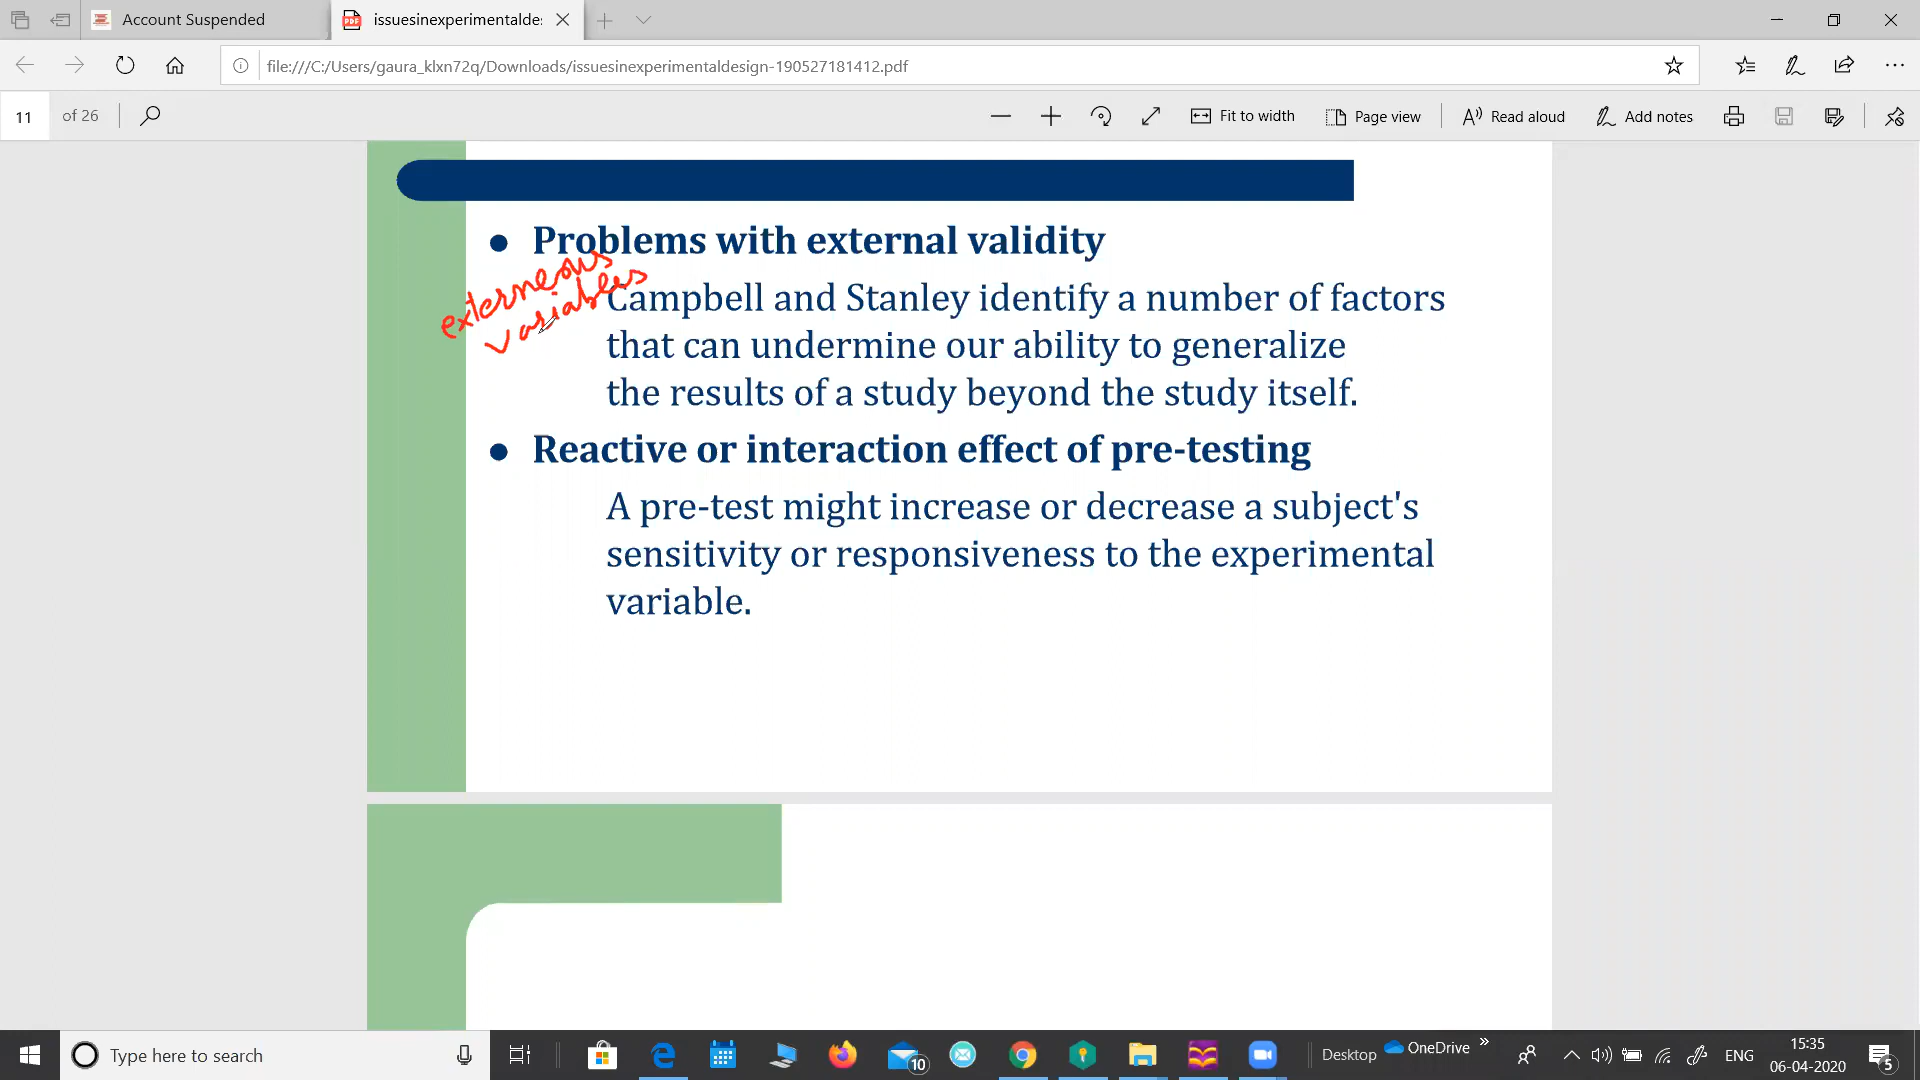 Account Suspended
issuesinexperimentaldes
file:///C:/Users/gaura_klxn72q/Downloads/issuesinexperimentaldesign-190527181412.pdf
11 of 26
Fit to width
Page view
Read aloud
Add notes
Problems with external validity
externeous
variables
Campbell and Stanley identify a number of factors
that can undermine our ability to generalize
the results of a study beyond the study itself.
Reactive or interaction effect of pre-testing
A pre-test might increase or decrease a subject's
sensitivity or responsiveness to the experimental
variable.
Type here to search
10
Desktop
OneDrive
ENG
15:35
06-04-2020
5